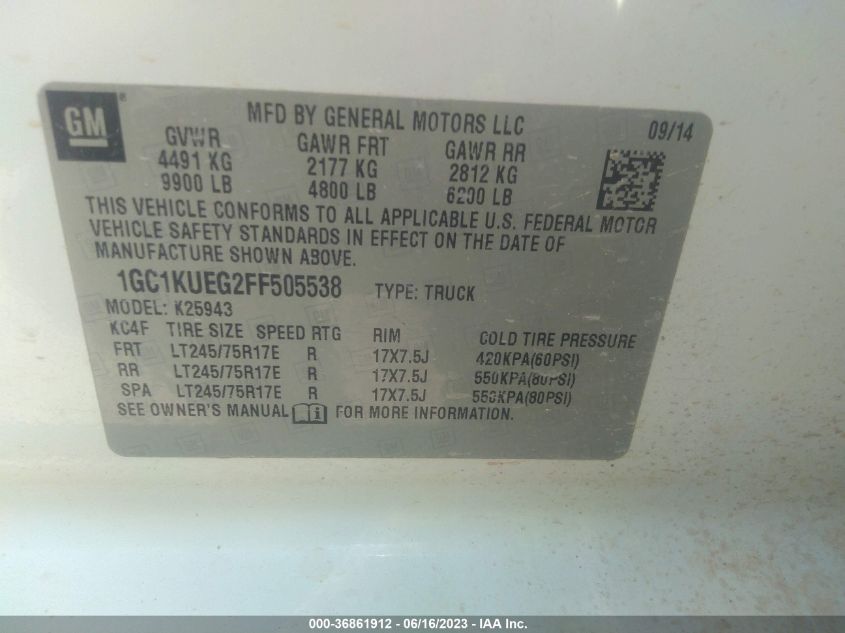 GM
MFD BY GENERAL MOTORS LLC 09/14
GVWR GAWR FRT GAWR RR
4491 KG 2177 KG 2812 KG
9900 LB 4800 LB 6200 LB
THIS VEHICLE CONFORMS TO ALL APPLICABLE U.S. FEDERAL MOTOR
VEHICLE SAFETY STANDARDS IN EFFECT ON THE DATE OF
MANUFACTURE SHOWN ABOVE.
1GC1KUEG2FF505538 TYPE: TRUCK
MODEL: K25943
KC4F TIRE SIZE SPEED RTG RIM COLD TIRE PRESSURE
FRT LT245/75R17E R 17X7.5J 420KPA(60PSI)
RR LT245/75R17E R 17X7.5J 550KPA(80PSI)
SPA LT245/75R17E R 17X7.5J 550KPA(80PSI)
SEE OWNER'S MANUAL FOR MORE INFORMATION.
000-36861912 - 06/16/2023 - IAA Inc.